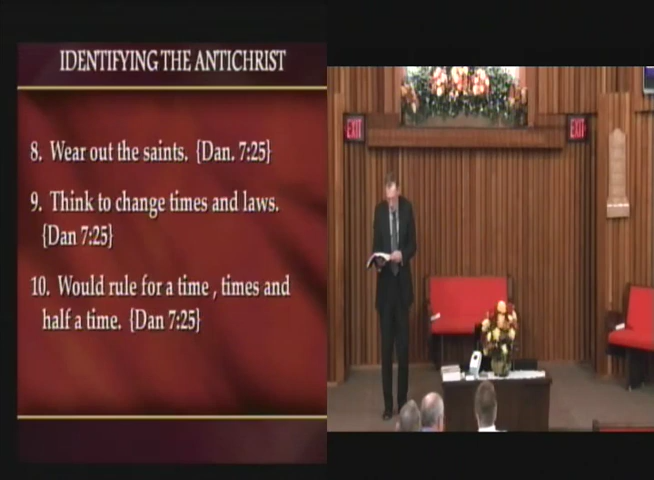 IDENTIFYING THE ANTICHRIST
8. Wear out the saints. {Dan. 7:25}
9. Think to change times and laws.
{Dan 7:25}
10. Would rule for a time , times and
half a time. {Dan 7:25}
EXIT
EXIT